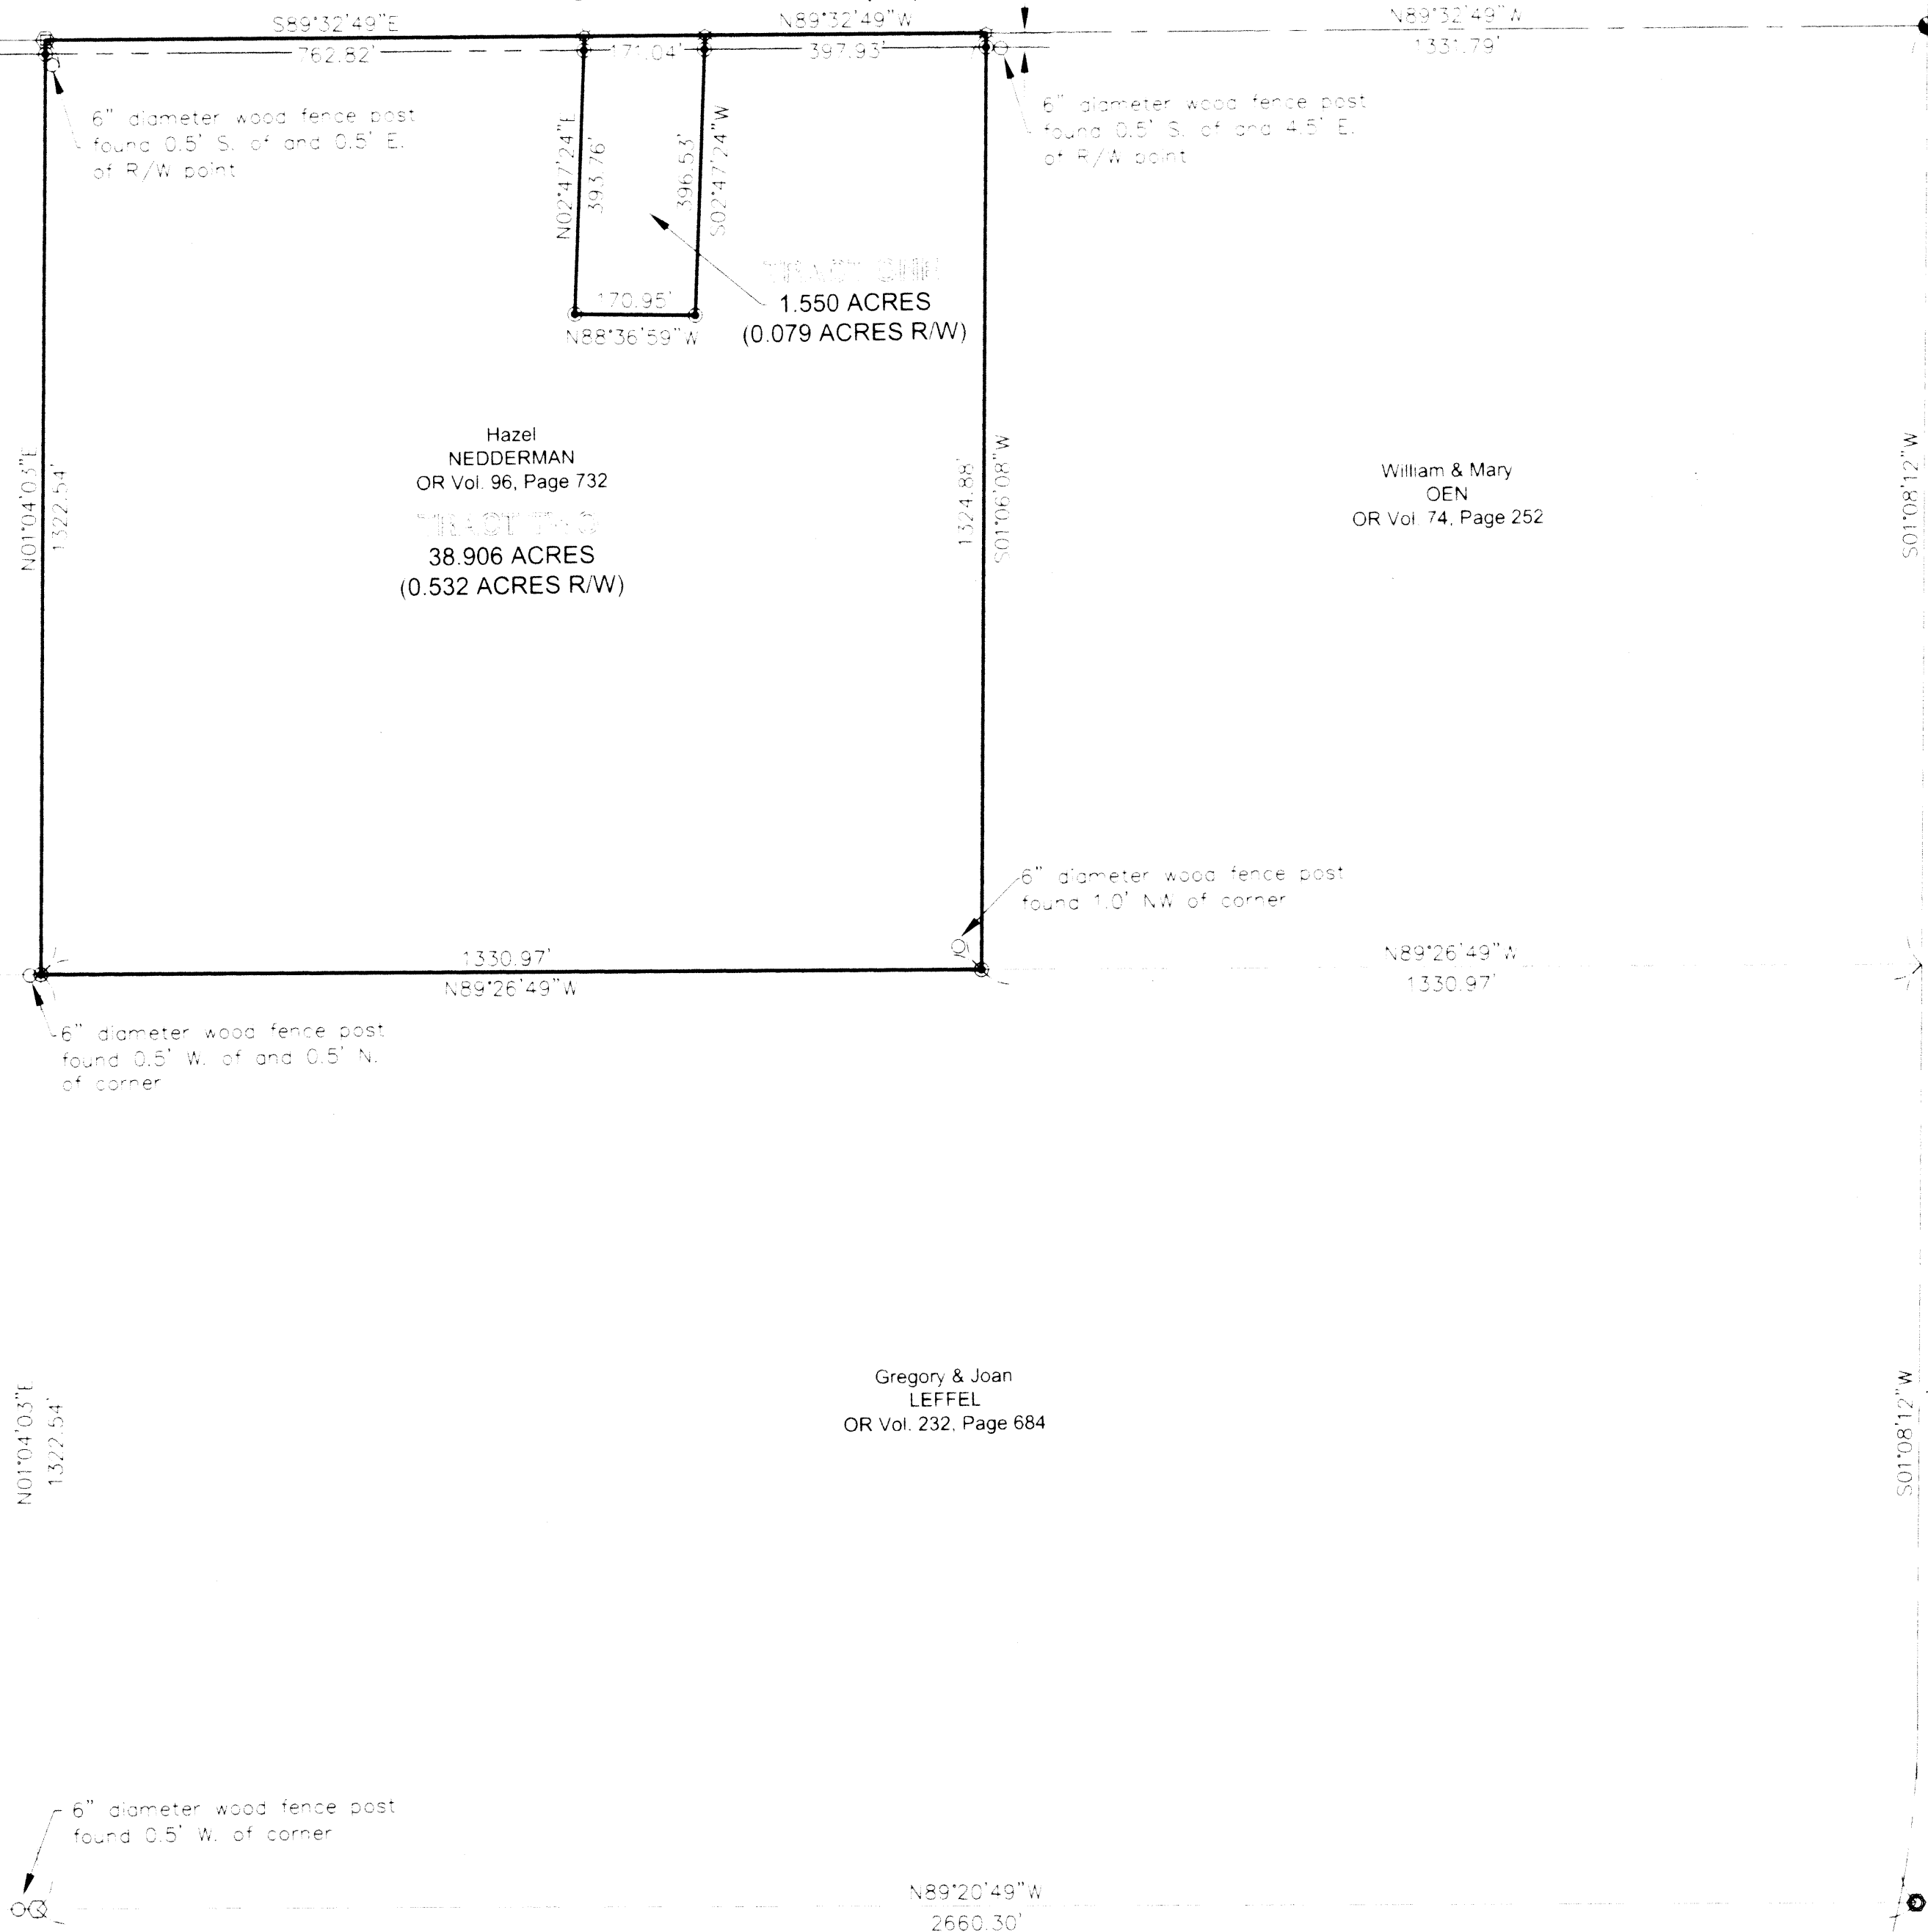 S89°32'49"E
762.82'
171.04'
N89°32'49"W
397.93'
N89°32'49"W
1331.79'
6" diameter wood fence post
found 0.5' S. of and 0.5' E.
of R/W point
N02°47'24"E
393.76'
396.53'
S02°47'24"W
6" diameter wood fence post
found 0.5' S. of and 4.5' E.
of R/W point
170.95'
N88°36'59"W
TRACT ONE
1.550 ACRES
(0.079 ACRES R/W)
Hazel
NEDDERMAN
OR Vol. 96, Page 732
TRACT TWO
38.906 ACRES
(0.532 ACRES R/W)
N01°04'03"E
1322.54'
1324.88'
S01°06'08"W
William & Mary
OEN
OR Vol. 74, Page 252
S01°08'12"W
6" diameter wood fence post
found 1.0' NW of corner
1330.97'
N89°26'49"W
N89°26'49"W
1330.97'
6" diameter wood fence post
found 0.5' W. of and 0.5' N.
of corner
N01°04'03"E
1322.54'
Gregory & Joan
LEFFEL
OR Vol. 232, Page 684
S01°08'12"W
6" diameter wood fence post
found 0.5' W. of corner
N89°20'49"W
2660.30'